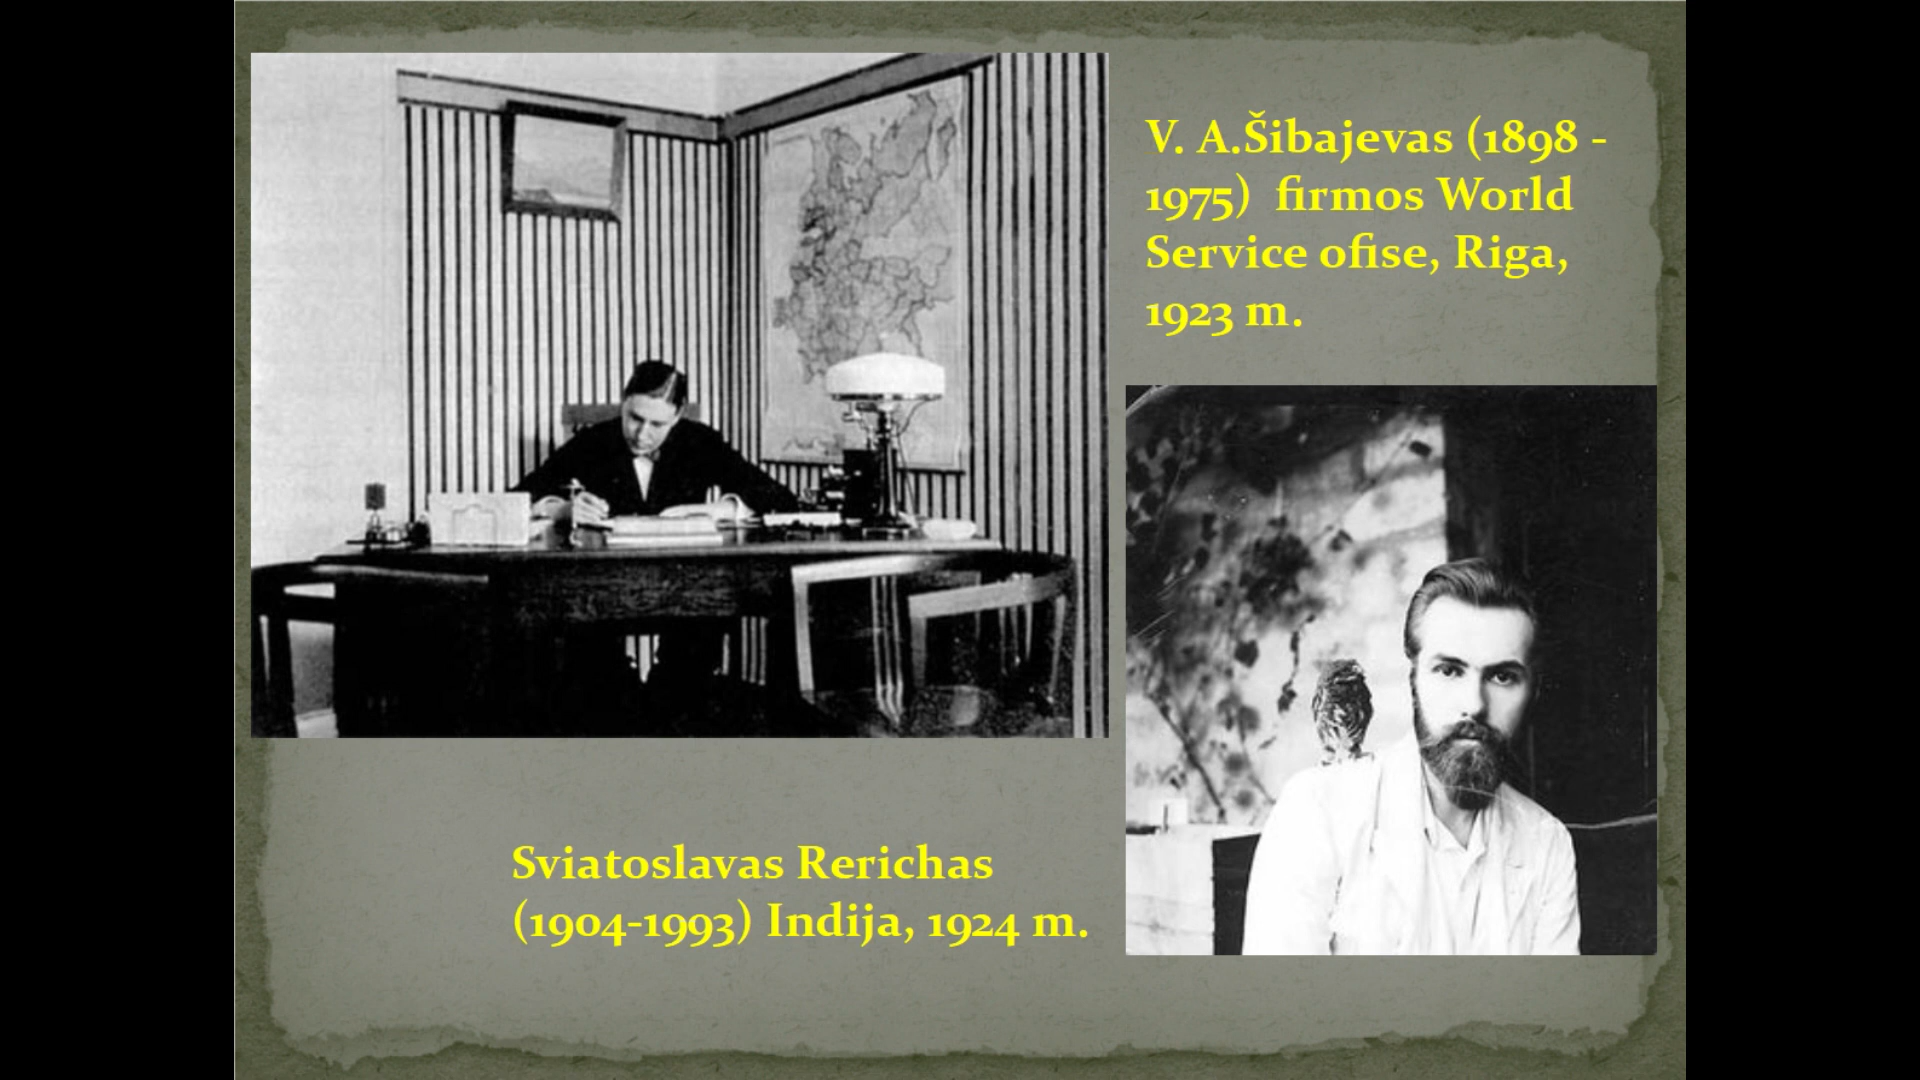 V. A.Šibajevas (1898 -
1975)  firmos World
Service ofise, Riga,
1923 m.
Sviatoslavas Rerichas
(1904-1993) Indija, 1924 m.